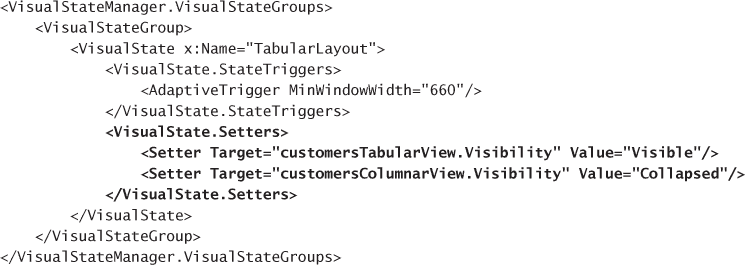 <VisualStateManager.VisualStateGroups>
    <VisualStateGroup>
        <VisualState x:Name="TabularLayout">
            <VisualState.StateTriggers>
                <AdaptiveTrigger MinWindowWidth="660"/>
            </VisualState.StateTriggers>
            <VisualState.Setters>
                <Setter Target="customersTabularView.Visibility" Value="Visible"/>
                <Setter Target="customersColumnarView.Visibility" Value="Collapsed"/>
            </VisualState.Setters>
        </VisualState>
    </VisualStateGroup>
</VisualStateManager.VisualStateGroups>